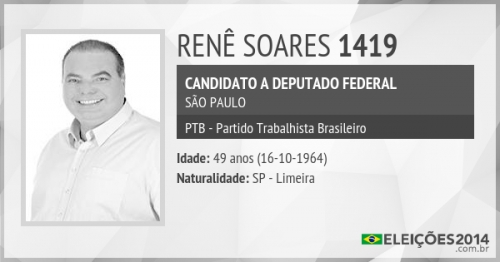 RENÊ SOARES 1419
CANDIDATO A DEPUTADO FEDERAL
SÃO PAULO
PTB - Partido Trabalhista Brasileiro
Idade: 49 anos (16-10-1964)
Naturalidade: SP - Limeira
ELEIÇÕES2014
.com.br